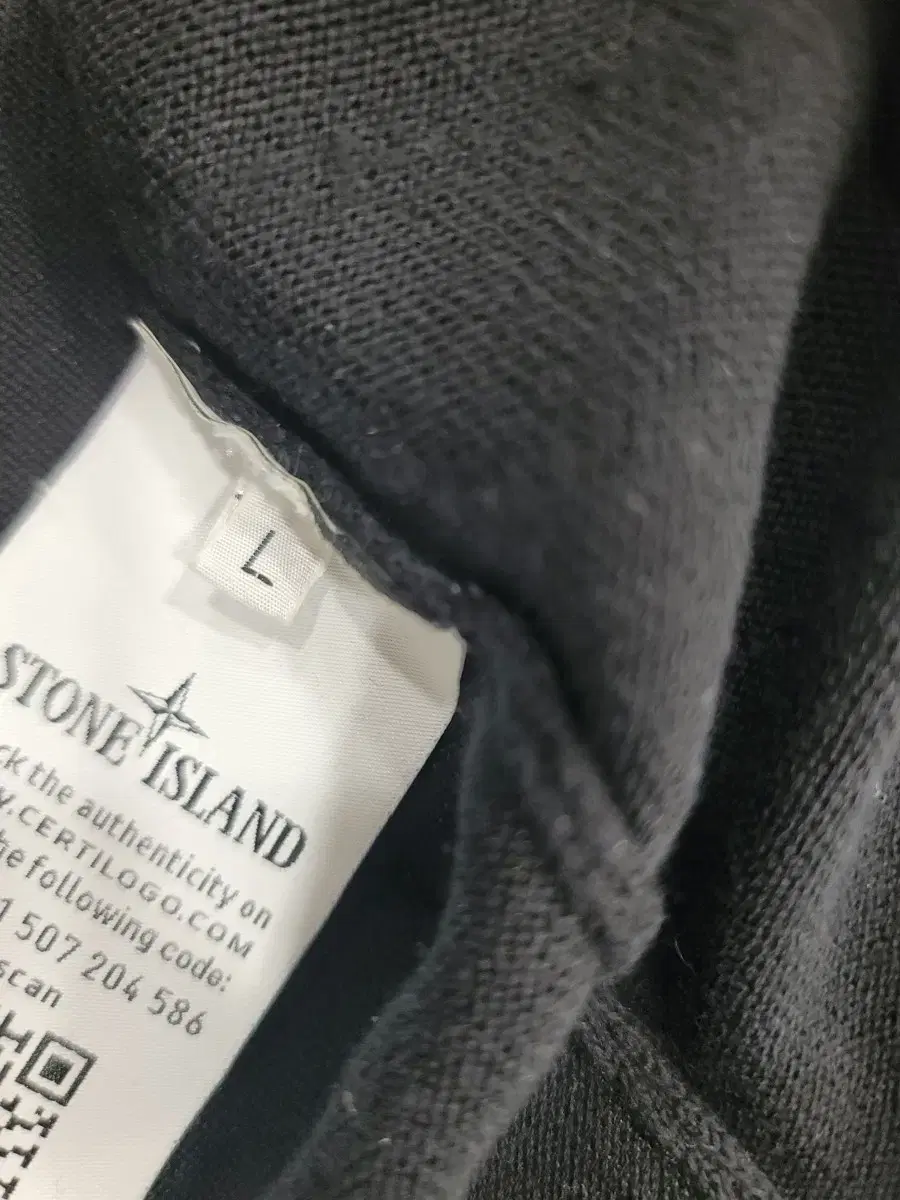 L
STONE ISLAND
ck the authenticity on
.CERTILOGO.COM
he following code:
1 507 204 586
scan